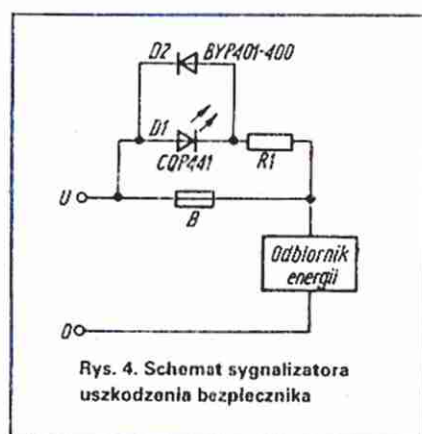 D2 BYP401-400
D1
CQP441
R1
U
B
Odbiornik
energii
0
Rys. 4. Schemat sygnalizatora
uszkodzenia bezpiecznika